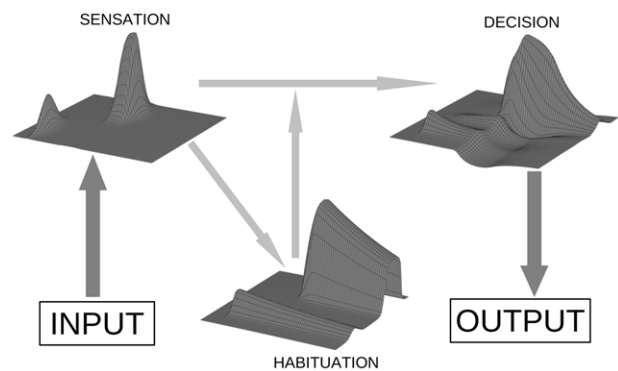 SENSATION
DECISION
INPUT
OUTPUT
HABITUATION